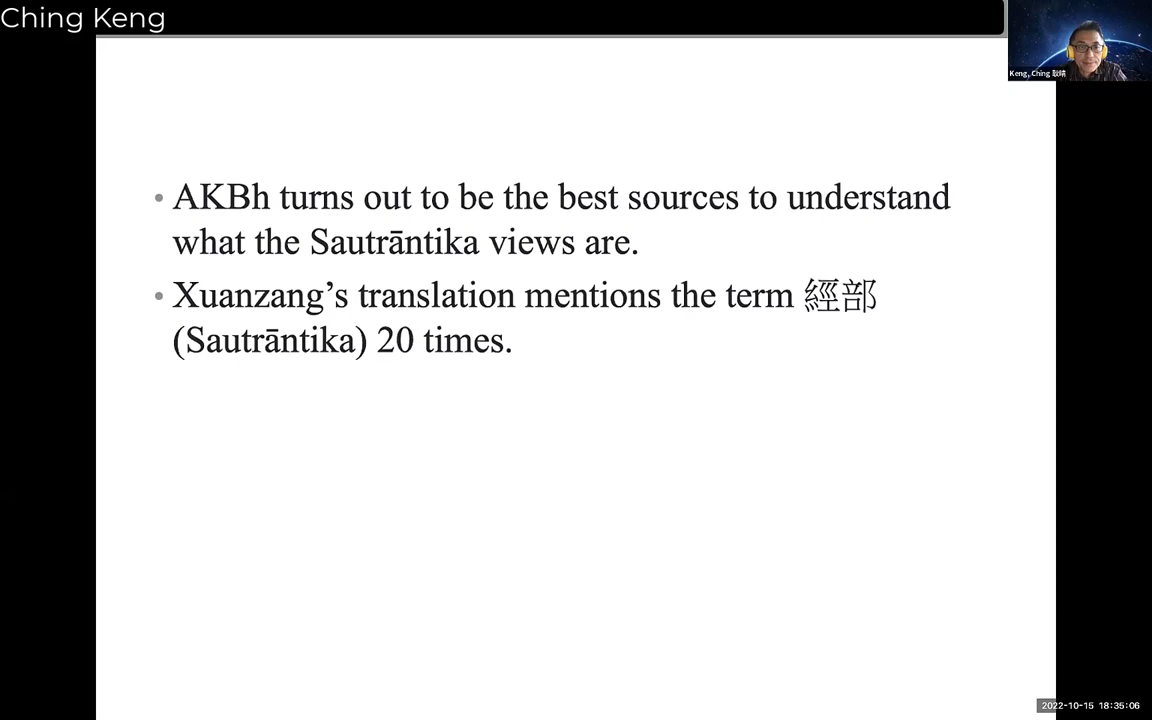 Ching Keng
Keng, Ching 耿晴
• AKBh turns out to be the best sources to understand
what the Sautrāntika views are.
• Xuanzang’s translation mentions the term 經部
(Sautrāntika) 20 times.
2022-10-15 18:35:06